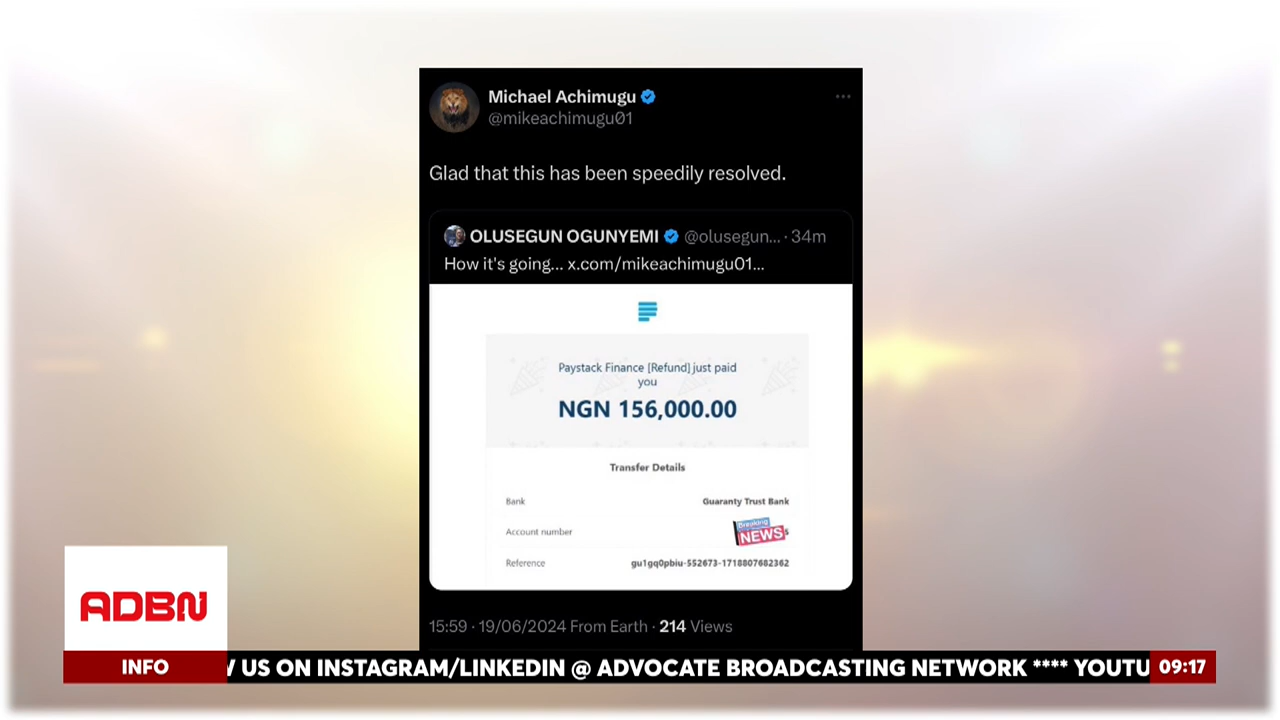 Michael Achimugu
@mikeachimugu01
Glad that this has been speedily resolved.
OLUSEGUN OGUNYEMI @olusegun... · 34m
How it's going... x.com/mikeachimugu01...
Paystack Finance [Refund] just paid
you
NGN 156,000.00
Transfer Details
Bank Guaranty Trust Bank
Account number Breaking NEWS
Reference gu1gq0pbiu-552673-1718807682362
15:59 · 19/06/2024 From Earth · 214 Views
ADBN
INFO
US ON INSTAGRAM/LINKEDIN @ ADVOCATE BROADCASTING NETWORK **** YOUTU
09:17